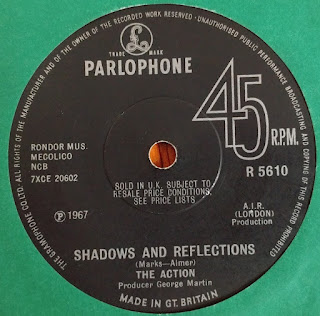 THE GRAMOPHONE CO. LTD. ALL RIGHTS OF THE MANUFACTURER AND OF THE OWNER OF THE RECORDED WORK RESERVED · UNAUTHORISED PUBLIC PERFORMANCE BROADCASTING AND COPYING OF THIS RECORD PROHIBITED
TRADE MARK
PARLOPHONE
45
R.P.M.
R 5610
RONDOR MUS.
MECOLICO
NCB
7XCE 20602
SOLD IN U.K. SUBJECT TO
RESALE PRICE CONDITIONS,
SEE PRICE LISTS
A.I.R.
(LONDON)
Production
Ⓟ 1967
SHADOWS AND REFLECTIONS
(Marks—Almer)
THE ACTION
Producer George Martin
MADE IN GT. BRITAIN